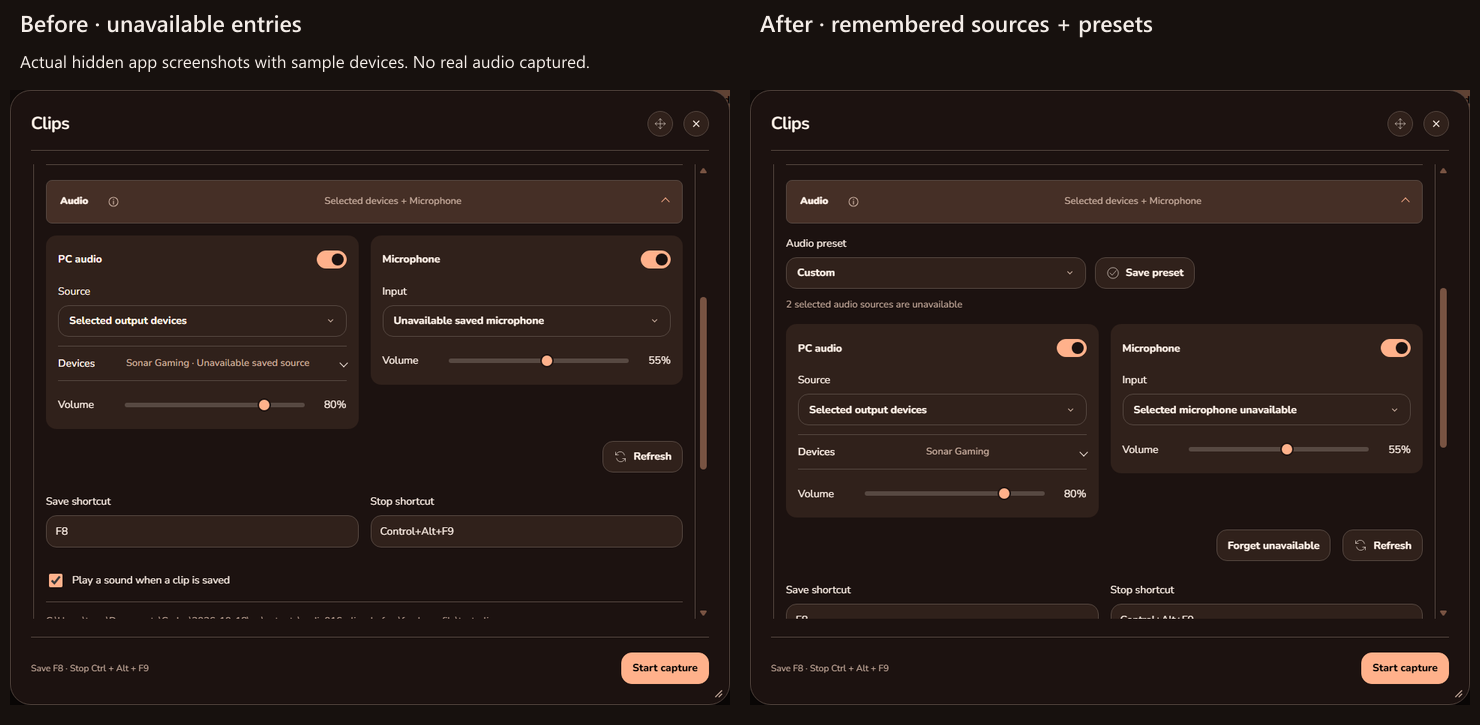 Before · unavailable entries
Actual hidden app screenshots with sample devices. No real audio captured.
Clips
Audio
Selected devices + Microphone
PC audio
Source
Selected output devices
Devices
Sonar Gaming · Unavailable saved source
Volume
80%
Microphone
Input
Unavailable saved microphone
Volume
55%
Refresh
Save shortcut
F8
Stop shortcut
Control+Alt+F9
Play a sound when a clip is saved
Save F8 · Stop Ctrl + Alt + F9
Start capture
After · remembered sources + presets
Clips
Audio
Selected devices + Microphone
Audio preset
Custom
Save preset
2 selected audio sources are unavailable
PC audio
Source
Selected output devices
Devices
Sonar Gaming
Volume
80%
Microphone
Input
Selected microphone unavailable
Volume
55%
Forget unavailable
Refresh
Save shortcut
F8
Stop shortcut
Control+Alt+F9
Save F8 · Stop Ctrl + Alt + F9
Start capture